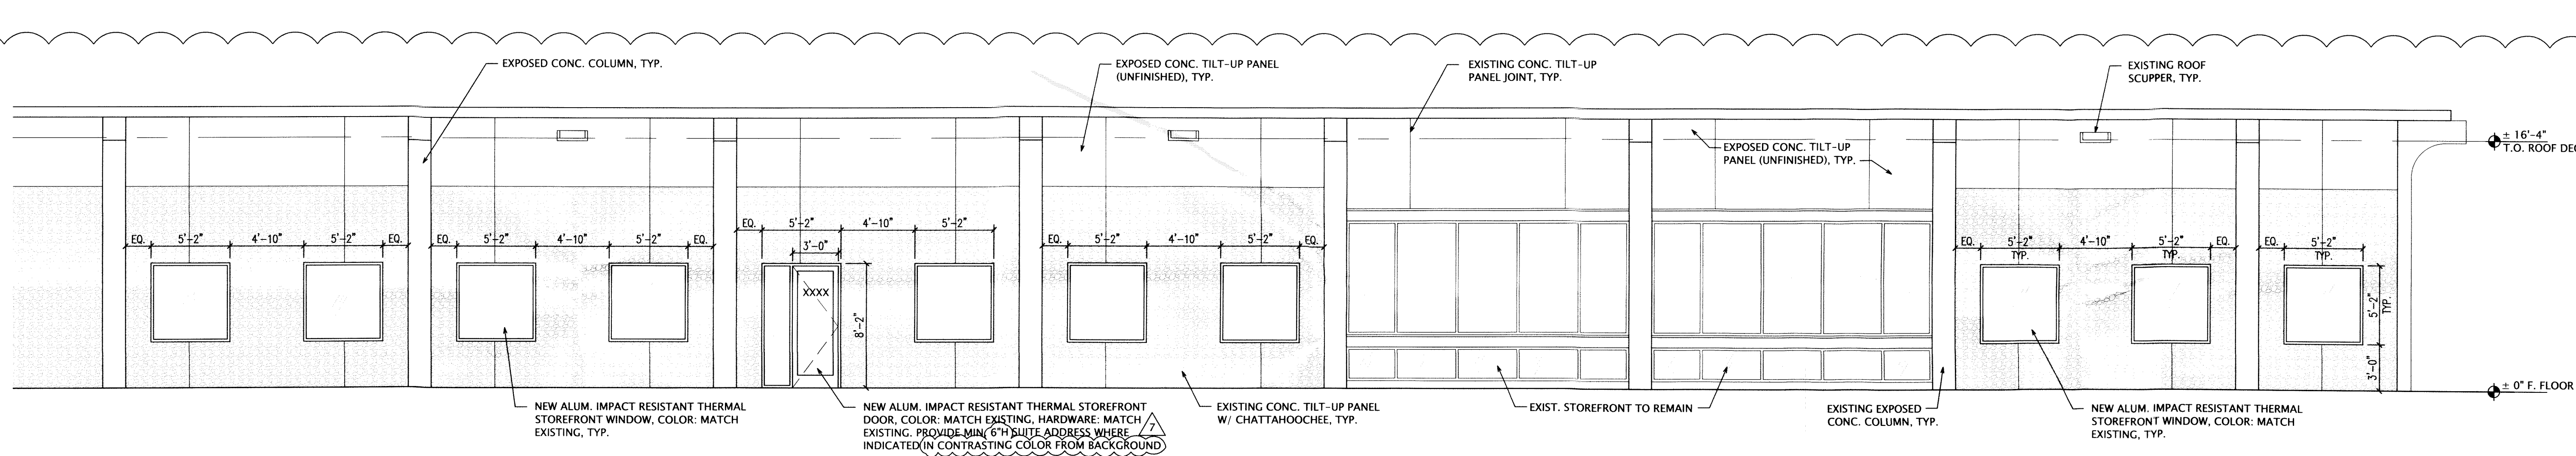 EXPOSED CONC. COLUMN, TYP.
EXPOSED CONC. TILT-UP PANEL
(UNFINISHED), TYP.
EXISTING CONC. TILT-UP
PANEL JOINT, TYP.
EXISTING ROOF
SCUPPER, TYP.
± 16'-4"
T.O. ROOF DEC
EXPOSED CONC. TILT-UP
PANEL (UNFINISHED), TYP.
EQ. 5'-2" 4'-10" 5'-2" EQ.
EQ. 5'-2" 4'-10" 5'-2" EQ.
EQ. 5'-2" 4'-10" 5'-2"
3'-0"
XXXX
8'-2"
EQ. 5'-2" 4'-10" 5'-2" EQ.
EQ. 5'-2" 4'-10" 5'-2" EQ.
TYP. TYP.
EQ. 5'-2"
TYP.
5'-2"
TYP.
3'-0"
± 0" F. FLOOR
NEW ALUM. IMPACT RESISTANT THERMAL
STOREFRONT WINDOW, COLOR: MATCH
EXISTING, TYP.
NEW ALUM. IMPACT RESISTANT THERMAL STOREFRONT
DOOR, COLOR: MATCH EXISTING, HARDWARE: MATCH
EXISTING. PROVIDE MIN. 6"H SUITE ADDRESS WHERE
INDICATED IN CONTRASTING COLOR FROM BACKGROUND
7
EXISTING CONC. TILT-UP PANEL
W/ CHATTAHOOCHEE, TYP.
EXIST. STOREFRONT TO REMAIN
EXISTING EXPOSED
CONC. COLUMN, TYP.
NEW ALUM. IMPACT RESISTANT THERMAL
STOREFRONT WINDOW, COLOR: MATCH
EXISTING, TYP.